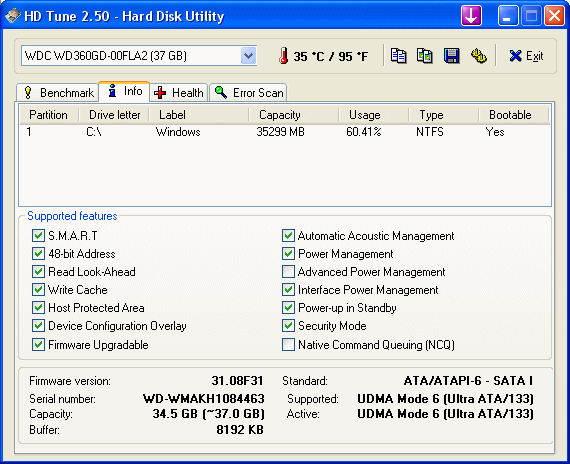 HD Tune 2.50 - Hard Disk Utility
WDC WD360GD-00FLA2 (37 GB) 35 °C / 95 °F Exit
Benchmark Info Health Error Scan
Partition Drive letter Label Capacity Usage Type Bootable
1 C:\ Windows 35299 MB 60.41% NTFS Yes
Supported features
S.M.A.R.T Automatic Acoustic Management
48-bit Address Power Management
Read Look-Ahead Advanced Power Management
Write Cache Interface Power Management
Host Protected Area Power-up in Standby
Device Configuration Overlay Security Mode
Firmware Upgradable Native Command Queuing (NCQ)
Firmware version: 31.08F31 Standard: ATA/ATAPI-6 - SATA I
Serial number: WD-WMAKH1084463 Supported: UDMA Mode 6 (Ultra ATA/133)
Capacity: 34.5 GB (~37.0 GB) Active: UDMA Mode 6 (Ultra ATA/133)
Buffer: 8192 KB